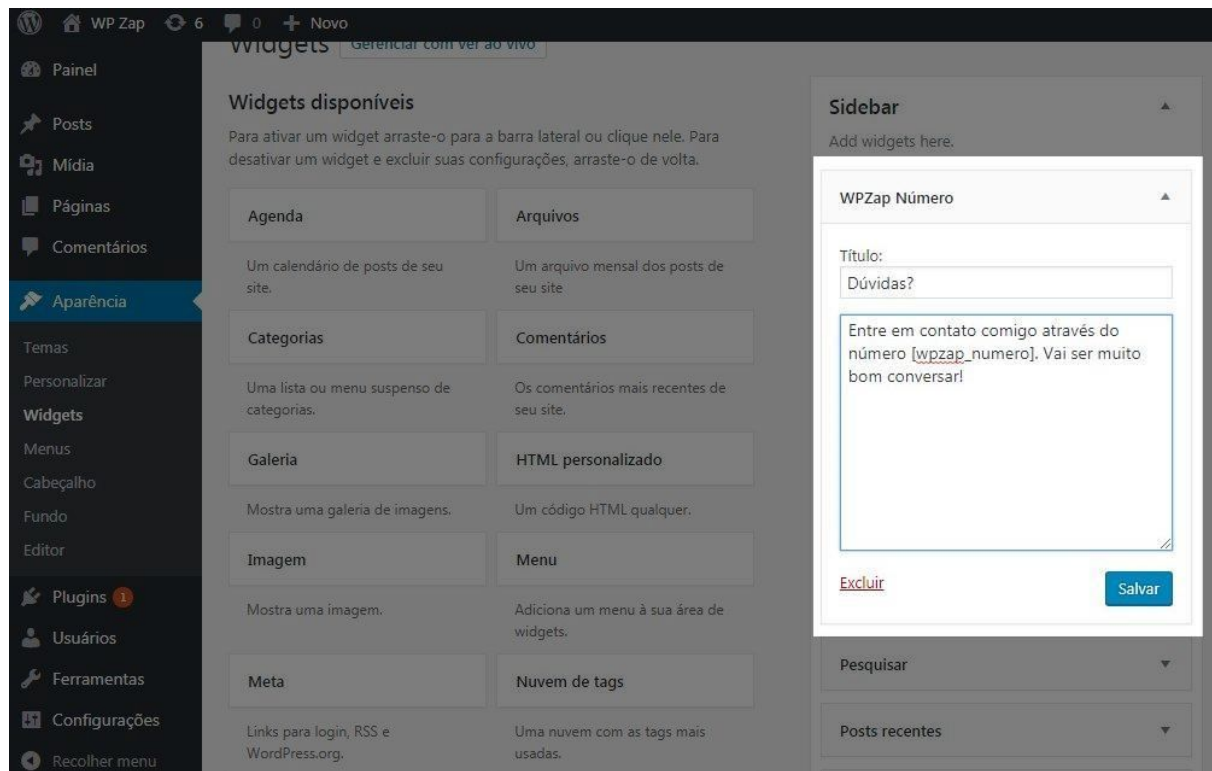 WP Zap 6 0 + Novo
Widgets Gerenciar com ver ao vivo
Painel
Posts
Mídia
Páginas
Comentários
Aparência
Temas
Personalizar
Widgets
Menus
Cabeçalho
Fundo
Editor
Plugins 1
Usuários
Ferramentas
Configurações
Recolher menu
Widgets disponíveis
Para ativar um widget arraste-o para a barra lateral ou clique nele. Para
desativar um widget e excluir suas configurações, arraste-o de volta.
Agenda
Um calendário de posts de seu
site.
Arquivos
Um arquivo mensal dos posts de
seu site
Categorias
Uma lista ou menu suspenso de
categorias.
Comentários
Os comentários mais recentes de
seu site.
Galeria
Mostra uma galeria de imagens.
HTML personalizado
Um código HTML qualquer.
Imagem
Mostra uma imagem.
Menu
Adiciona um menu à sua área de
widgets.
Meta
Links para login, RSS e
WordPress.org.
Nuvem de tags
Uma nuvem com as tags mais
usadas.
Sidebar
Add widgets here.
WPZap Número
Título:
Dúvidas?
Entre em contato comigo através do
número [wpzap_numero]. Vai ser muito
bom conversar!
Excluir
Salvar
Pesquisar
Posts recentes